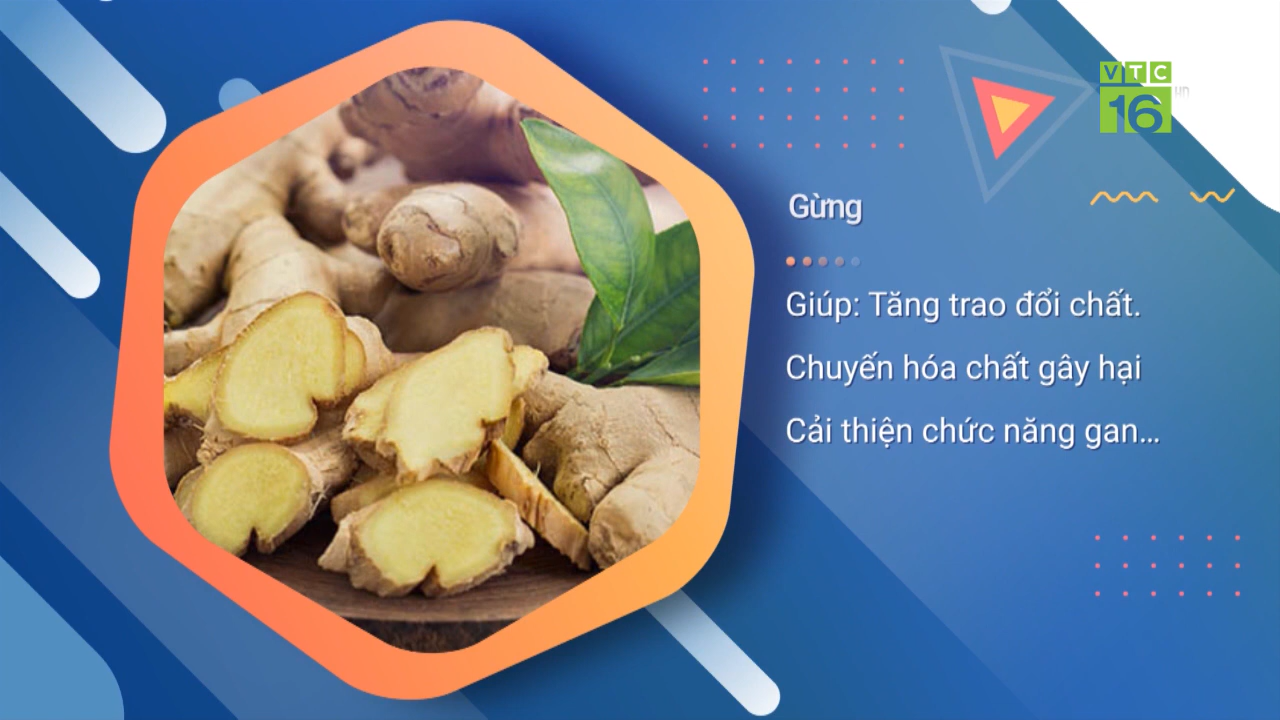 VTC
16
Gừng
Giúp: Tăng trao đổi chất.
Chuyển hóa chất gây hại
Cải thiện chức năng gan...